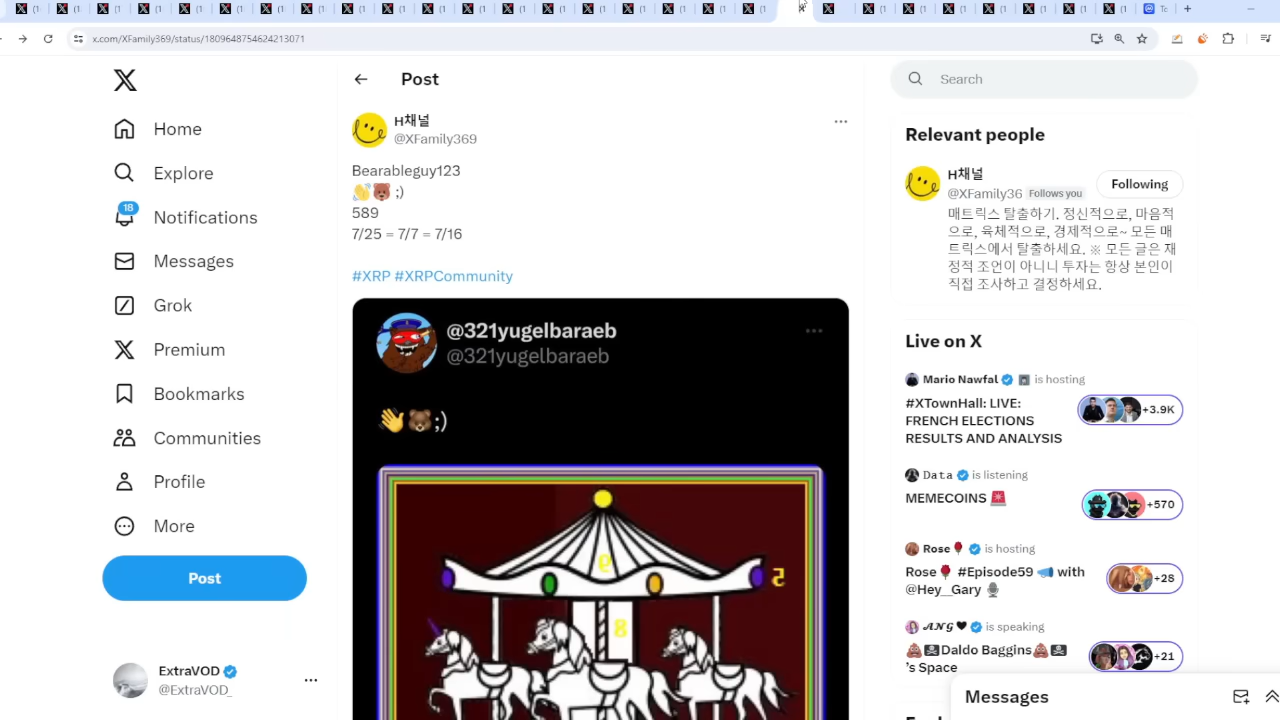 x.com/XFamily369/status/1809648754624213071
Home
Explore
18
Notifications
Messages
Grok
Premium
Bookmarks
Communities
Profile
More
Post
ExtraVOD
@ExtraVOD_
Post
H채널
@XFamily369
Bearableguy123
👋🐻 ;)
589
7/25 = 7/7 = 7/16
#XRP #XRPCommunity
@321yugelbaraeb
@321yugelbaraeb
👋🐻;)
Search
Relevant people
H채널
@XFamily36 Follows you
Following
매트릭스 탈출하기. 정신적으로, 마음적
으로, 육체적으로, 경제적으로~ 모든 매
트릭스에서 탈출하세요. ※ 모든 글은 재
정적 조언이 아니니 투자는 항상 본인이
직접 조사하고 결정하세요.
Live on X
Mario Nawfal is hosting
#XTownHall: LIVE:
FRENCH ELECTIONS
RESULTS AND ANALYSIS
+3.9K
Data is listening
MEMECOINS 🚨
+570
Rose🌹 is hosting
Rose🌹 #Episode59 📣 with
@Hey__Gary 🎙️
+28
𝓐𝓝𝓖🖤 is speaking
💩🏴‍☠️Daldo Baggins💩🏴‍☠️
's Space
+21
Messages